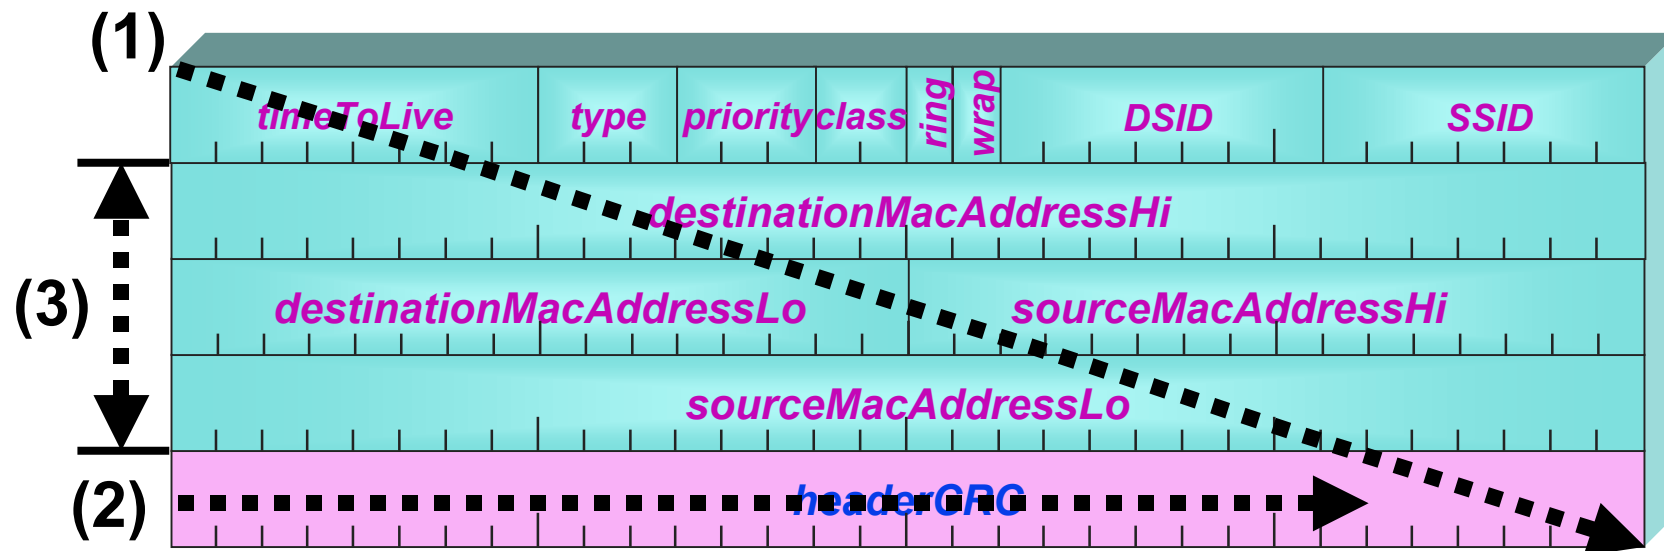 (1)
timeToLive type priority class ring wrap DSID SSID
destinationMacAddressHi
(3) destinationMacAddressLo sourceMacAddressHi
sourceMacAddressLo
(2) headerCRC